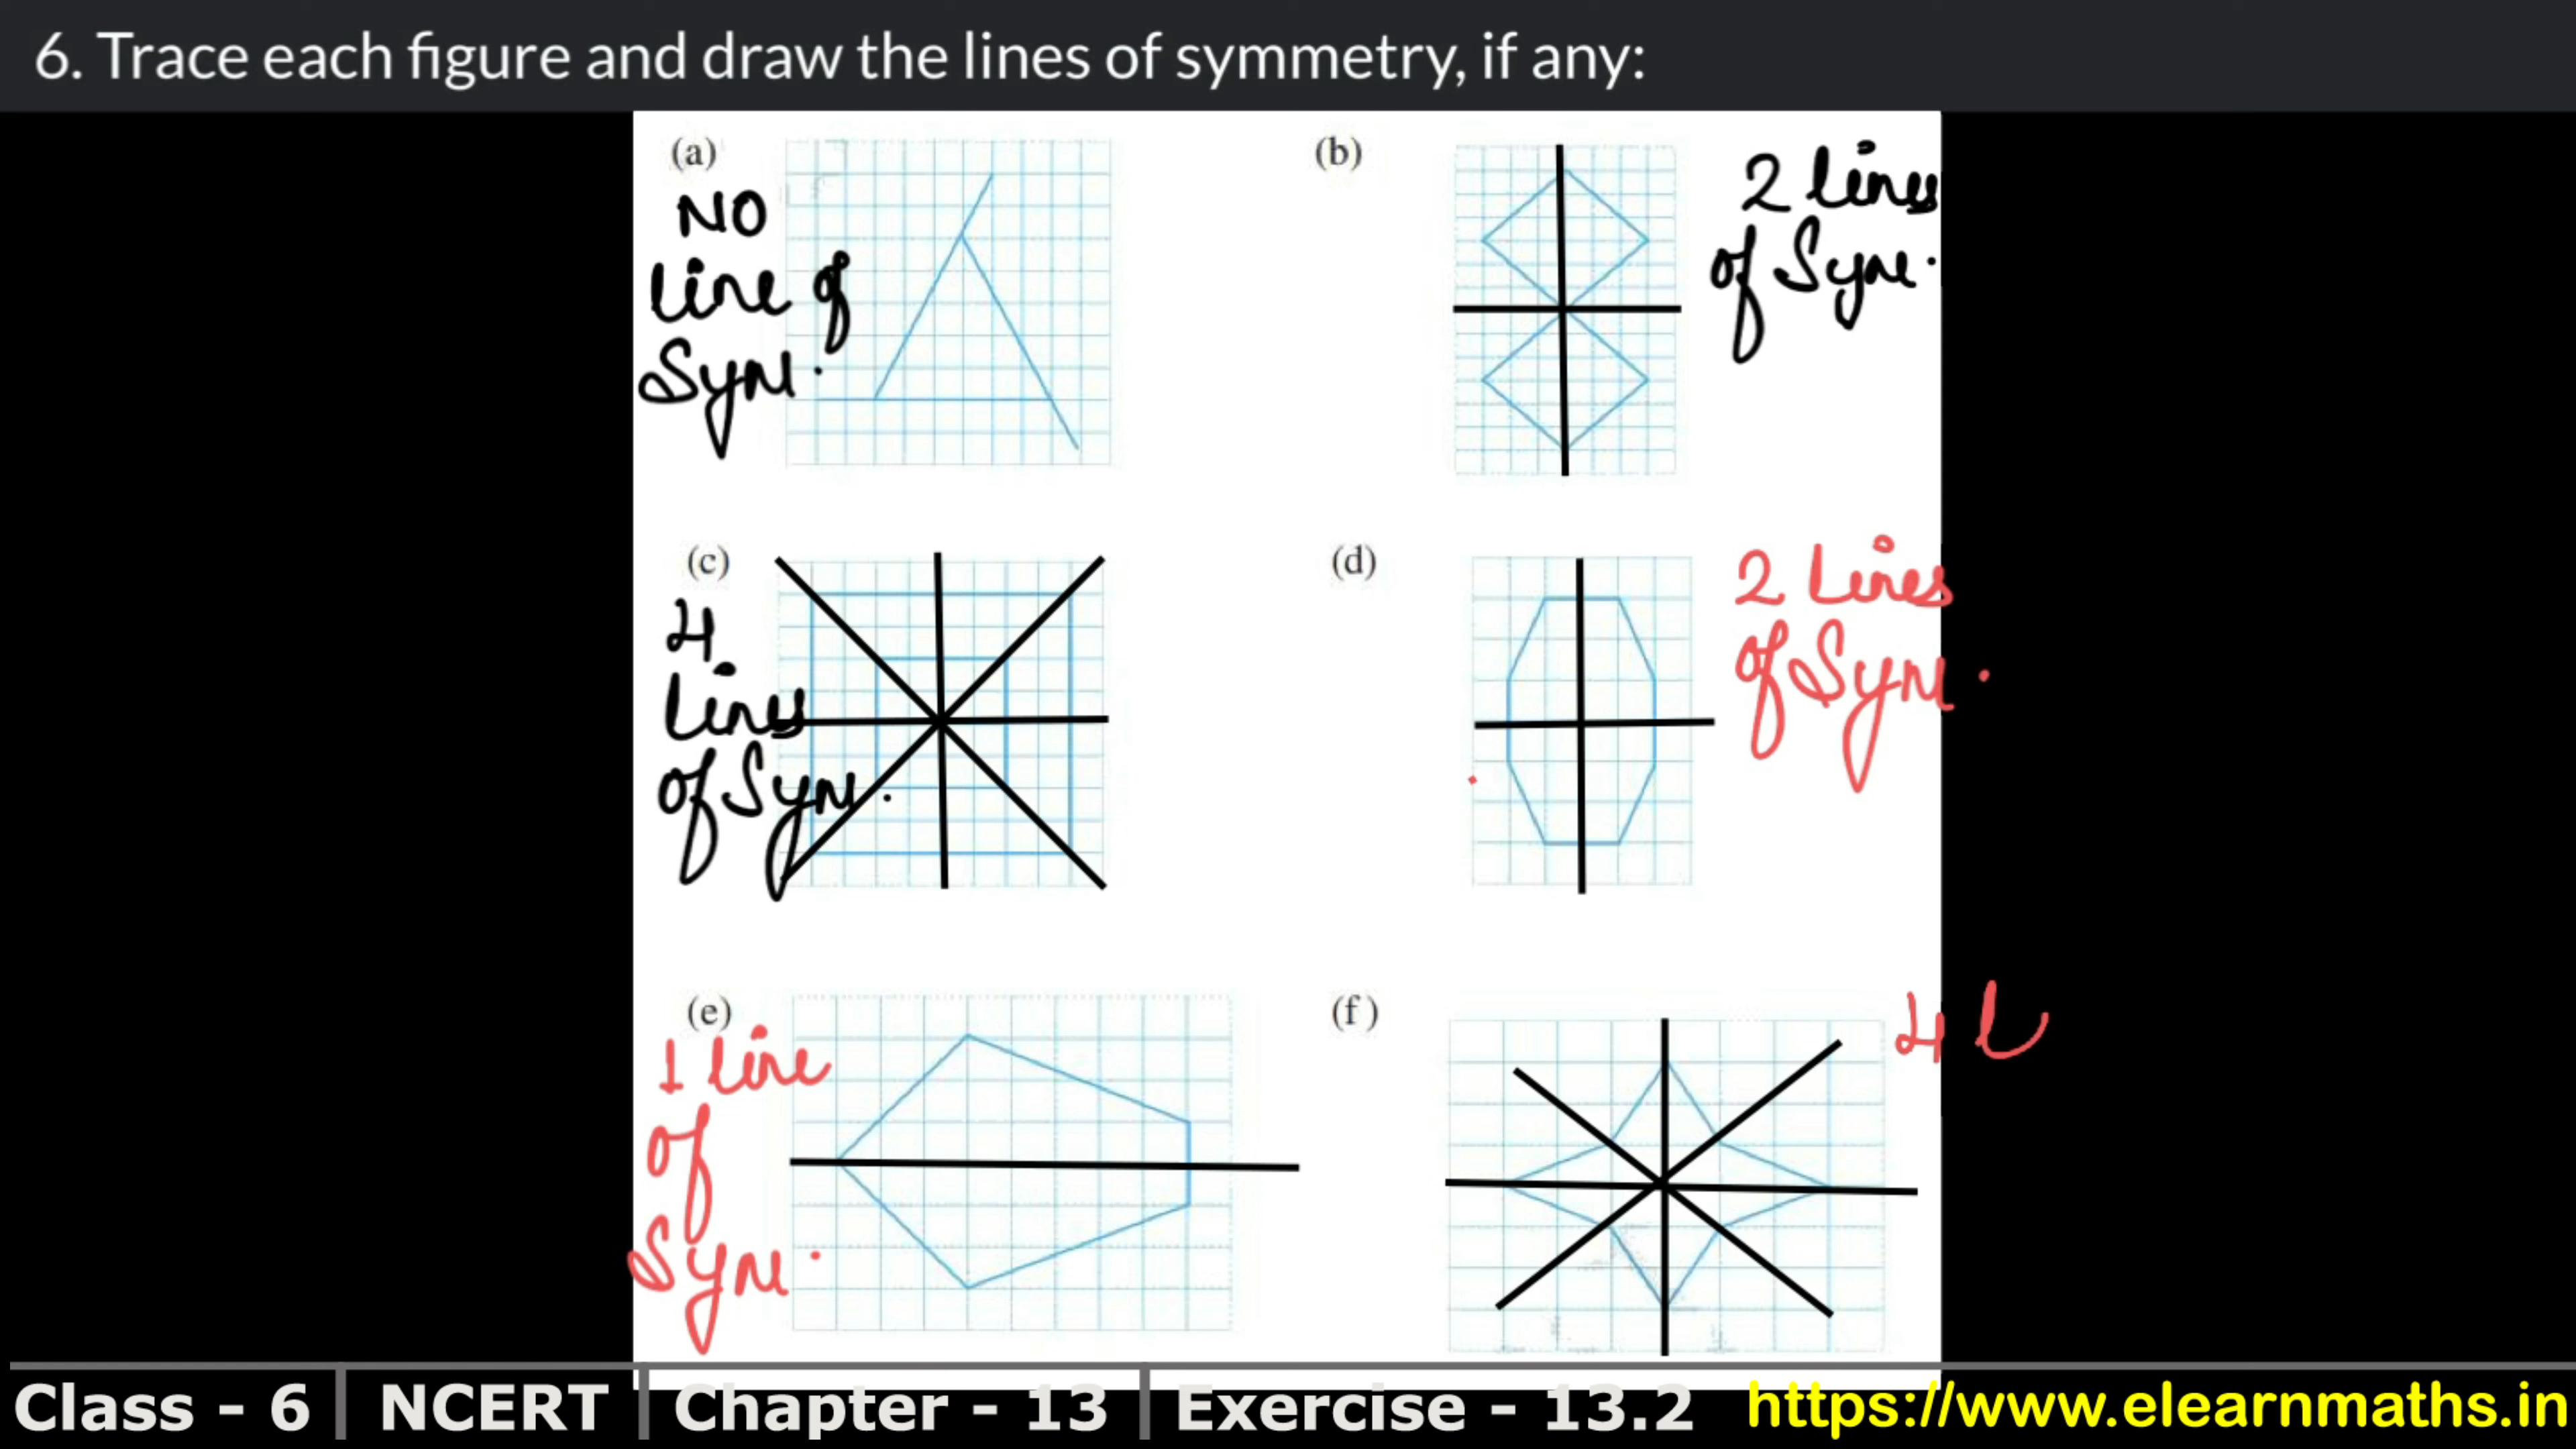 6. Trace each figure and draw the lines of symmetry, if any:
(a)
NO
line of
Sym.
(b)
2 lines
of Sym.
(c)
4
Lines
of Sym.
(d)
2 Lines
of Sym.
(e)
1 line
of
Sym.
(f)
4 L
Class - 6 | NCERT | Chapter - 13 | Exercise - 13.2 https://www.elearnmaths.in